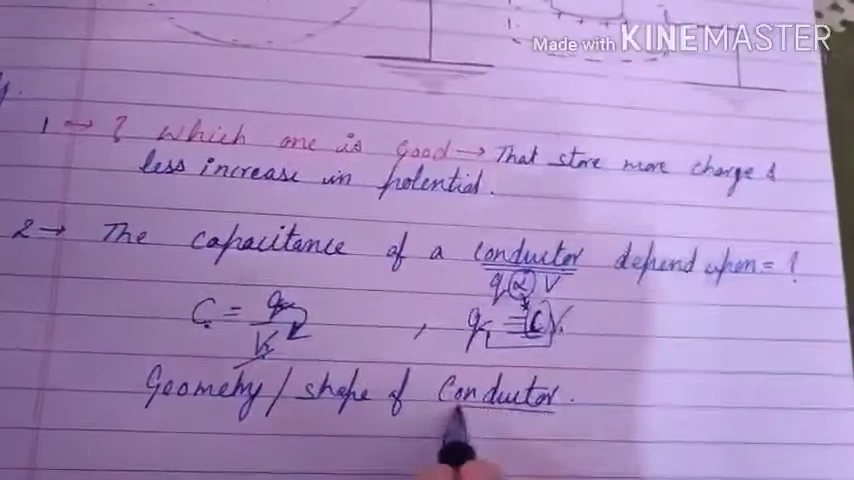 Made with KINEMASTER
1 → ? Which one is good → That store more charge &
less increase in potential.
2 → The capacitance of a conductor depend upon = ?
q ∝ V
C = q/V , q = CV.
Geometry / shape of Conductor.